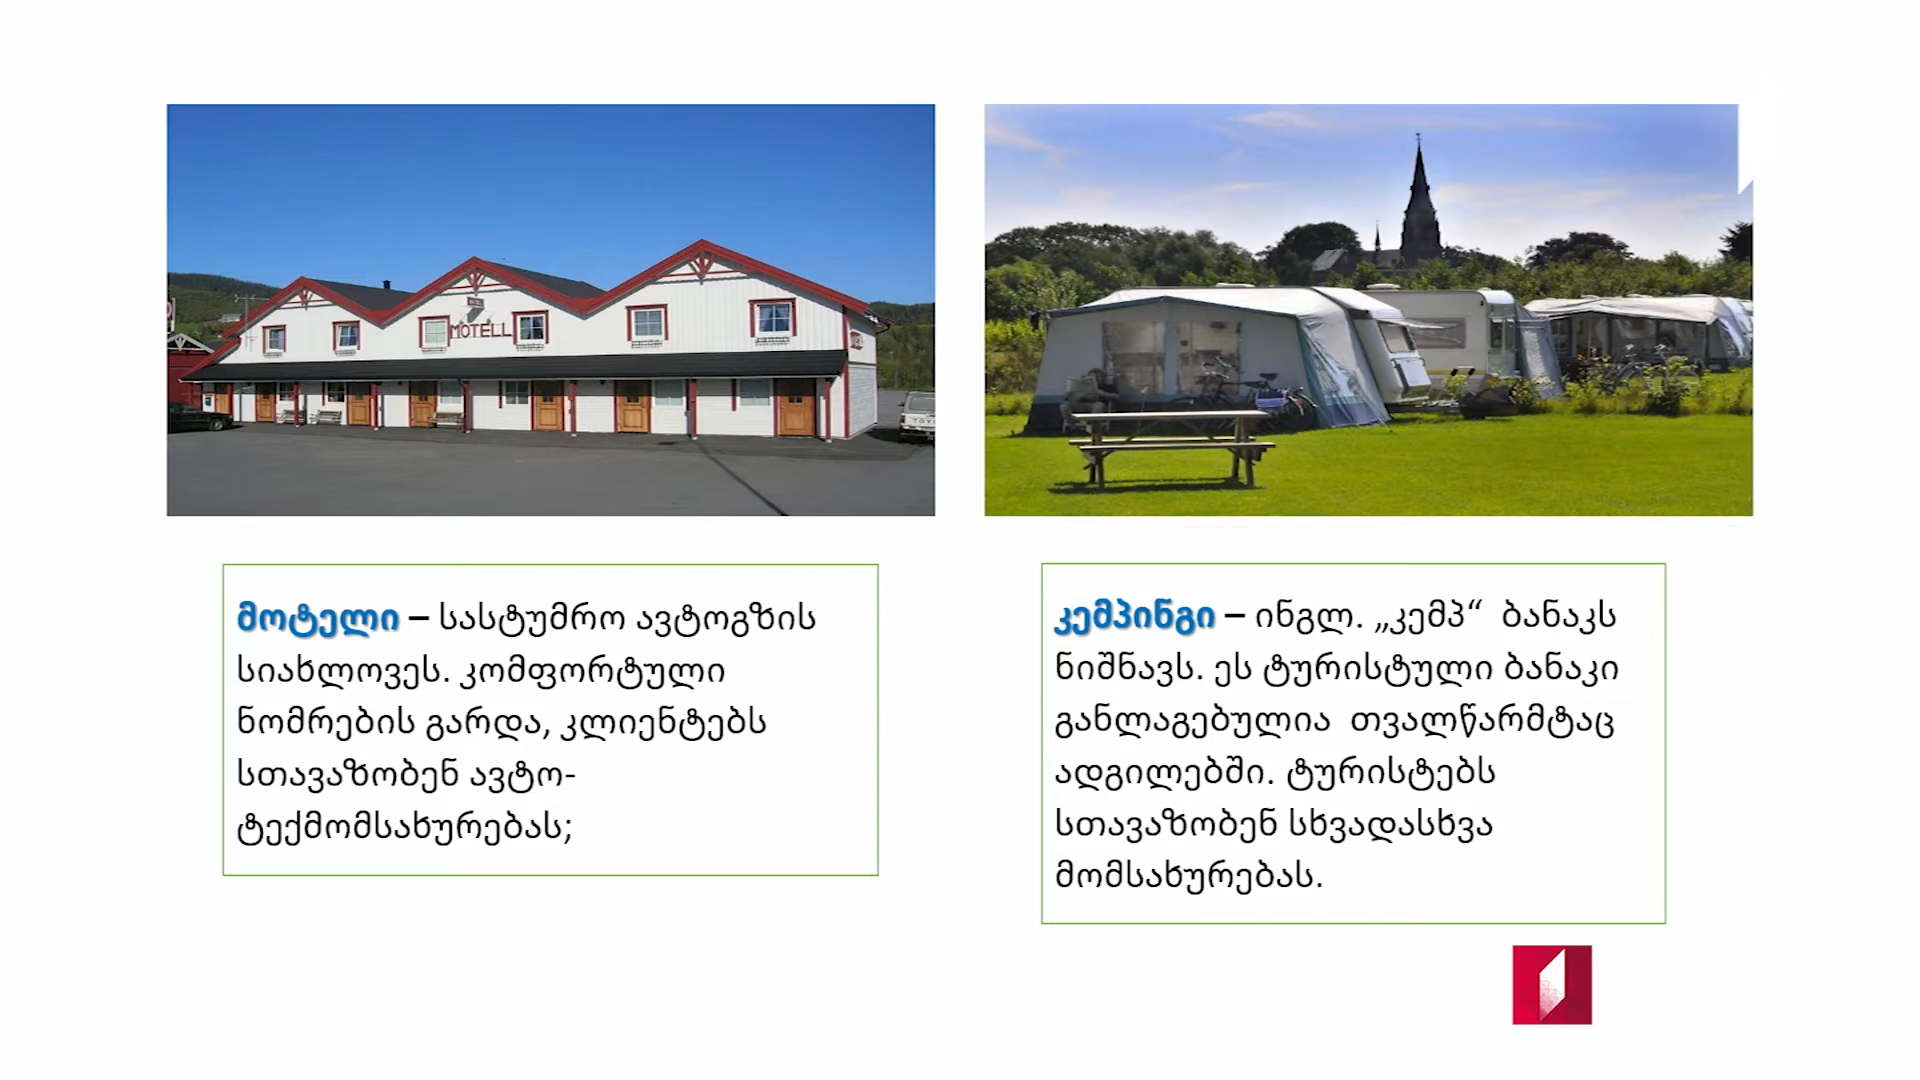 MOTELL
მოტელი – სასტუმრო ავტოგზის
სიახლოვეს. კომფორტული
ნომრების გარდა, კლიენტებს
სთავაზობენ ავტო-
ტექმომსახურებას;
კემპინგი – ინგლ. „კემპ“ ბანაკს
ნიშნავს. ეს ტურისტული ბანაკი
განლაგებულია თვალწარმტაც
ადგილებში. ტურისტებს
სთავაზობენ სხვადასხვა
მომსახურებას.